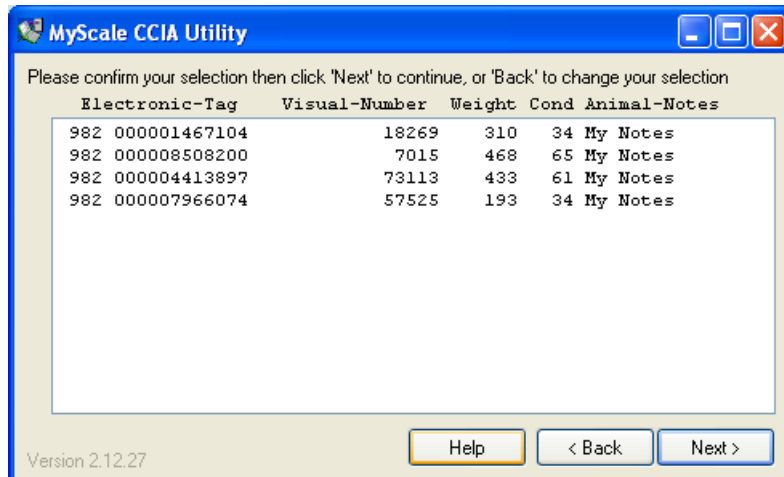 MyScale CCIA Utility
Please confirm your selection then click 'Next' to continue, or 'Back' to change your selection
Electronic-Tag Visual-Number Weight Cond Animal-Notes
982 000001467104 18269 310 34 My Notes
982 000008508200 7015 468 65 My Notes
982 000004413897 73113 433 61 My Notes
982 000007966074 57525 193 34 My Notes
Help < Back Next >
Version 2.12.27